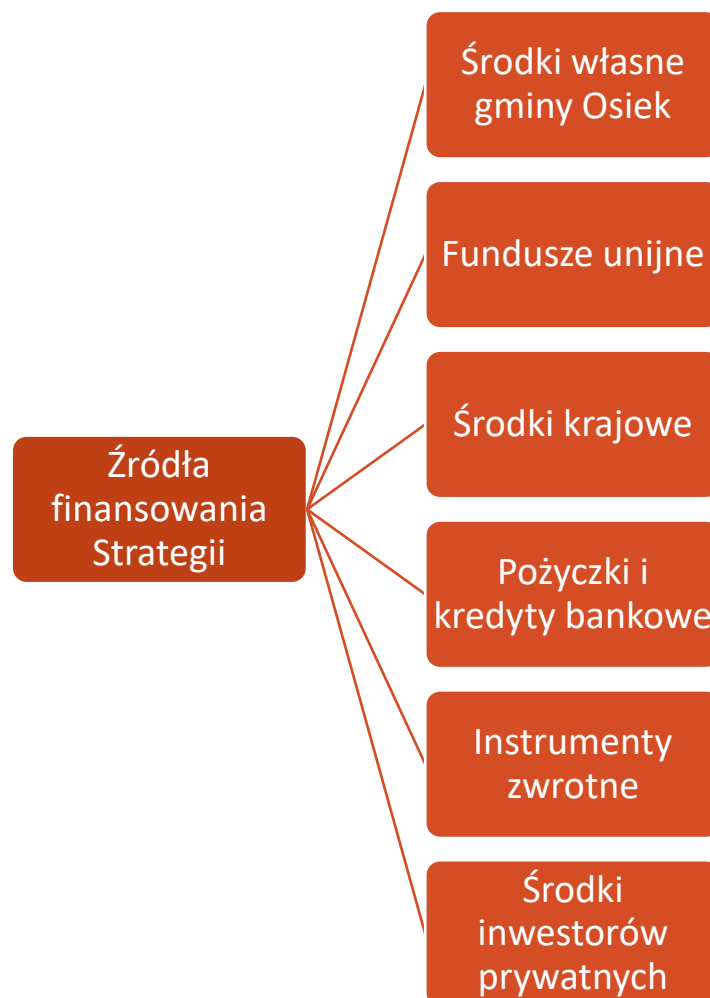 Środki własne
gminy Osiek
Fundusze unijne
Środki krajowe
Źródła
finansowania
Strategii
Pożyczki i
kredyty bankowe
Instrumenty
zwrotne
Środki
inwestorów
prywatnych